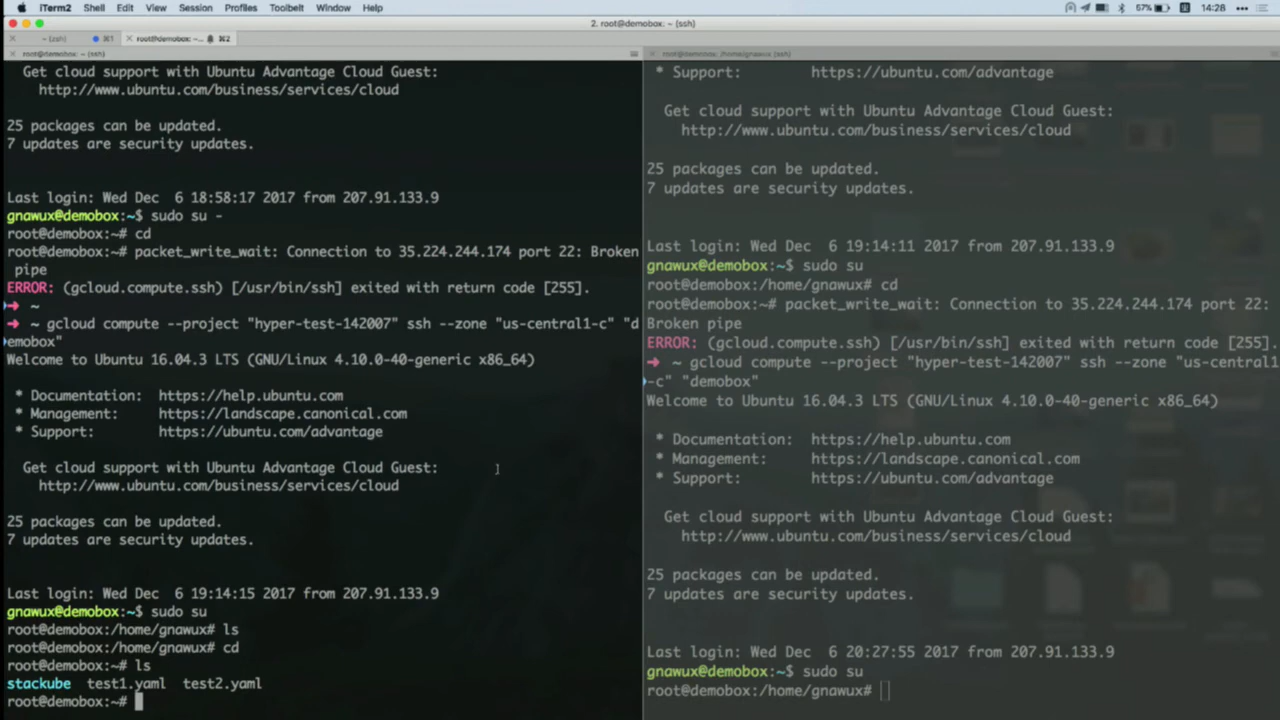 iTerm2 Shell Edit View Session Profiles Toolbelt Window Help 57% 14:28
2. root@demobox: ~ (ssh)
~ (zsh) ⌘1 root@demobox: ~... ⌘2
root@demobox: ~ (ssh)
Get cloud support with Ubuntu Advantage Cloud Guest:
http://www.ubuntu.com/business/services/cloud
25 packages can be updated.
7 updates are security updates.
Last login: Wed Dec  6 18:58:17 2017 from 207.91.133.9
gnawux@demobox:~$ sudo su -
root@demobox:~# cd
root@demobox:~# packet_write_wait: Connection to 35.224.244.174 port 22: Broken
pipe
ERROR: (gcloud.compute.ssh) [/usr/bin/ssh] exited with return code [255].
➜ ~
➜ ~ gcloud compute --project "hyper-test-142007" ssh --zone "us-central1-c" "d
emobox"
Welcome to Ubuntu 16.04.3 LTS (GNU/Linux 4.10.0-40-generic x86_64)
* Documentation:  https://help.ubuntu.com
* Management:     https://landscape.canonical.com
* Support:        https://ubuntu.com/advantage
Get cloud support with Ubuntu Advantage Cloud Guest:
http://www.ubuntu.com/business/services/cloud
25 packages can be updated.
7 updates are security updates.
Last login: Wed Dec  6 19:14:15 2017 from 207.91.133.9
gnawux@demobox:~$ sudo su
root@demobox:/home/gnawux# ls
root@demobox:/home/gnawux# cd
root@demobox:~# ls
stackube  test1.yaml  test2.yaml
root@demobox:~#
root@demobox: /home/gnawux (ssh)
* Support:        https://ubuntu.com/advantage
Get cloud support with Ubuntu Advantage Cloud Guest:
http://www.ubuntu.com/business/services/cloud
25 packages can be updated.
7 updates are security updates.
Last login: Wed Dec  6 19:14:11 2017 from 207.91.133.9
gnawux@demobox:~$ sudo su
root@demobox:/home/gnawux# cd
root@demobox:~# packet_write_wait: Connection to 35.224.244.174 port 22:
Broken pipe
ERROR: (gcloud.compute.ssh) [/usr/bin/ssh] exited with return code [255].
➜ ~ gcloud compute --project "hyper-test-142007" ssh --zone "us-central1
-c" "demobox"
Welcome to Ubuntu 16.04.3 LTS (GNU/Linux 4.10.0-40-generic x86_64)
* Documentation:  https://help.ubuntu.com
* Management:     https://landscape.canonical.com
* Support:        https://ubuntu.com/advantage
Get cloud support with Ubuntu Advantage Cloud Guest:
http://www.ubuntu.com/business/services/cloud
25 packages can be updated.
7 updates are security updates.
Last login: Wed Dec  6 20:27:55 2017 from 207.91.133.9
gnawux@demobox:~$ sudo su
root@demobox:/home/gnawux#